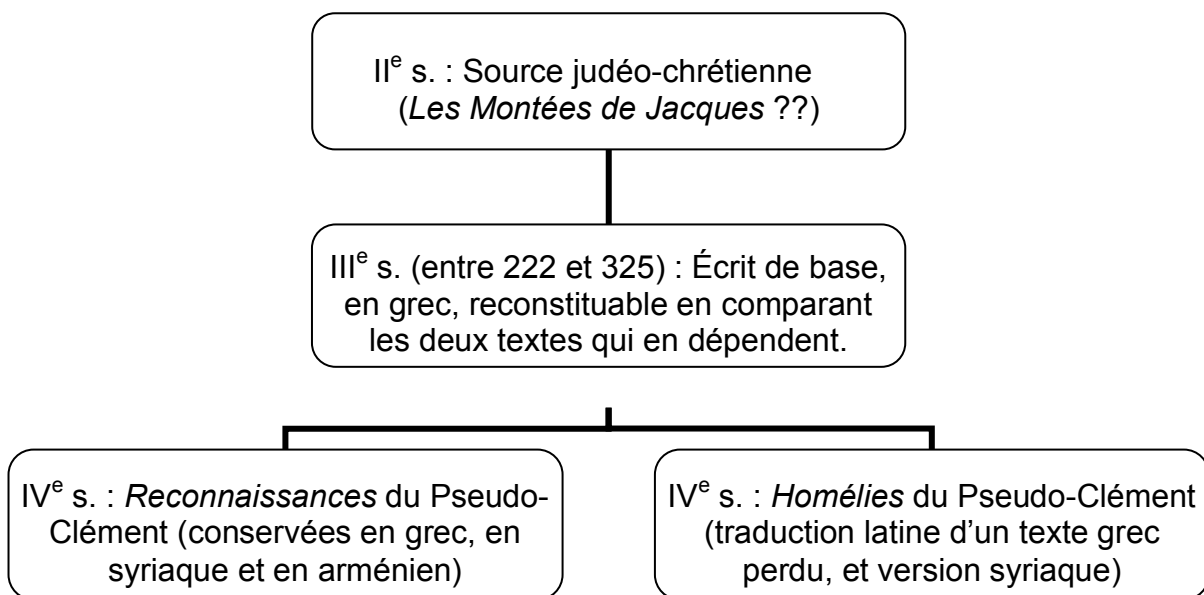 IIᵉ s. : Source judéo-chrétienne
(Les Montées de Jacques ??)
IIIᵉ s. (entre 222 et 325) : Écrit de base,
en grec, reconstituable en comparant
les deux textes qui en dépendent.
IVᵉ s. : Reconnaissances du Pseudo-
Clément (conservées en grec, en
syriaque et en arménien)
IVᵉ s. : Homélies du Pseudo-Clément
(traduction latine d’un texte grec
perdu, et version syriaque)